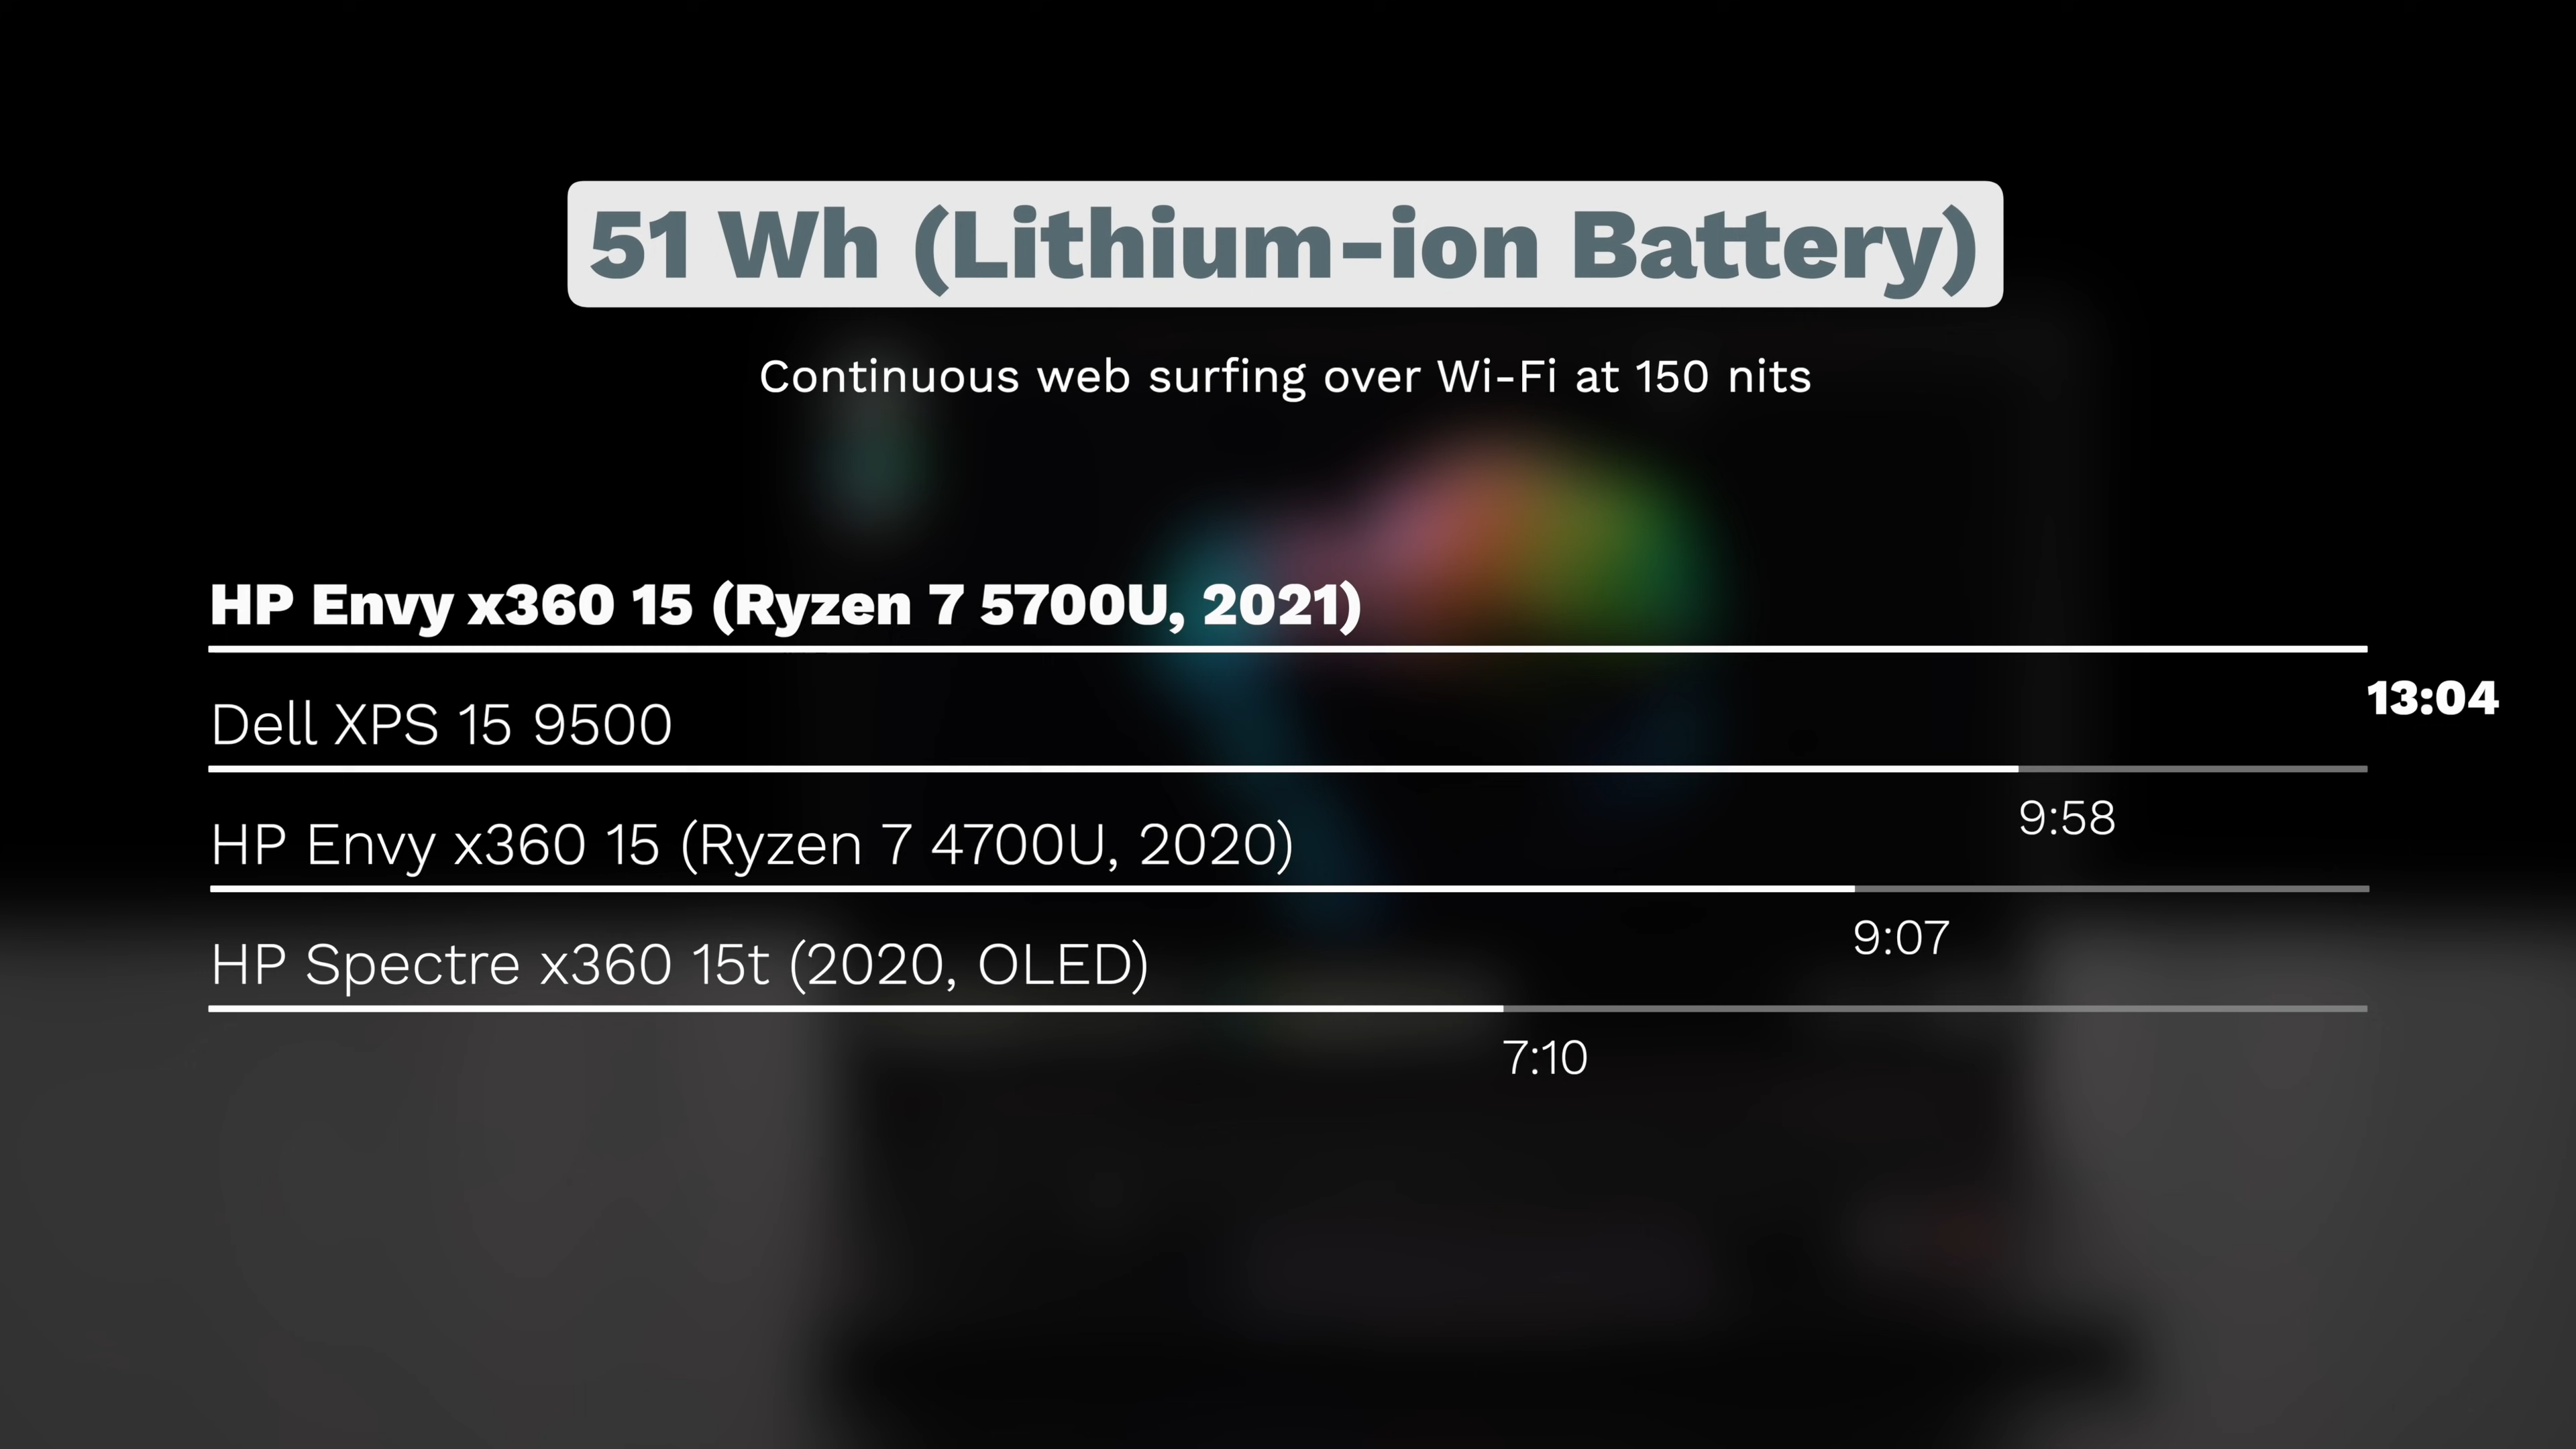 51 Wh (Lithium-ion Battery)
Continuous web surfing over Wi-Fi at 150 nits
HP Envy x360 15 (Ryzen 7 5700U, 2021)
13:04
Dell XPS 15 9500
9:58
HP Envy x360 15 (Ryzen 7 4700U, 2020)
9:07
HP Spectre x360 15t (2020, OLED)
7:10